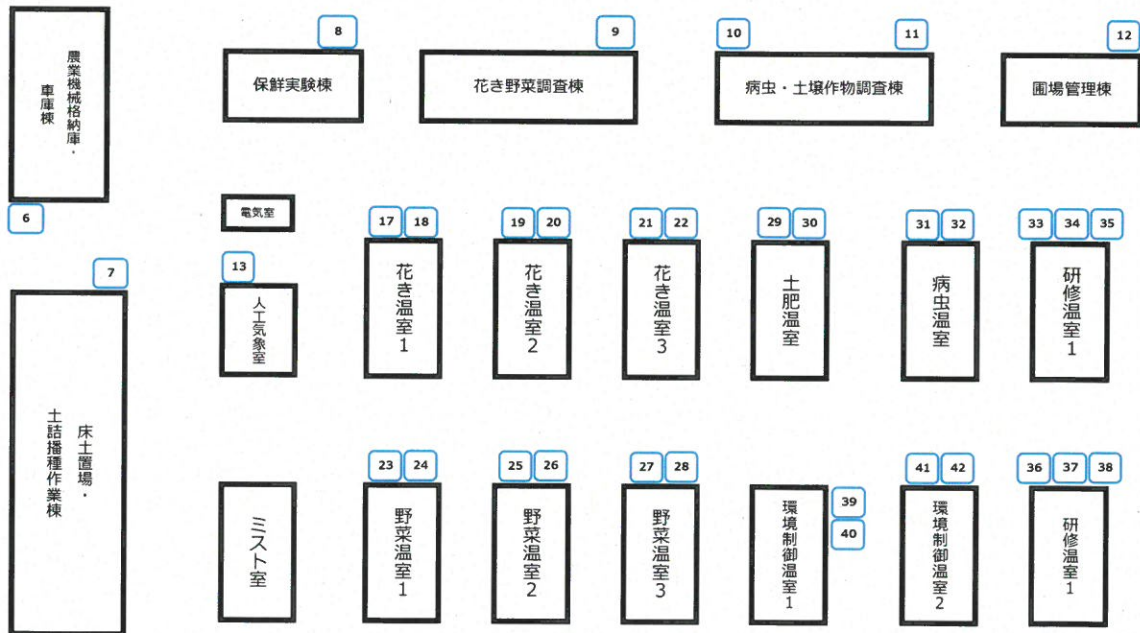 8
9
10
11
12
農業機械格納庫・
車庫棟
保鮮実験棟
花き野菜調査棟
病虫・土壌作物調査棟
圃場管理棟
6
電気室
17
18
19
20
21
22
29
30
31
32
33
34
35
7
13
人工気象室
花き温室1
花き温室2
花き温室3
土肥温室
病虫温室
研修温室1
床土置場・
土詰播種作業棟
23
24
25
26
27
28
39
40
41
42
36
37
38
ミスト室
野菜温室1
野菜温室2
野菜温室3
環境制御温室1
環境制御温室2
研修温室1